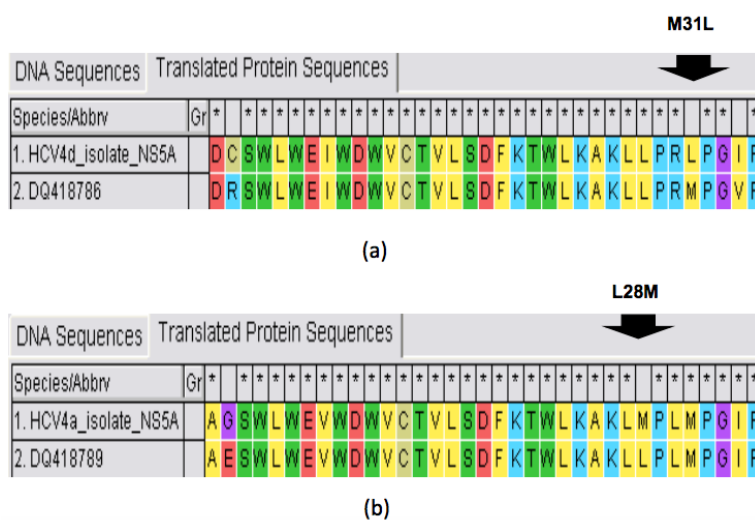 M31L
DNA Sequences Translated Protein Sequences
Species/Abbrv Gr * * * * * * * * * * * * * * * * * * * * * * * * * * * * * * * *
1. HCV4d_isolate_NS5A D C S W L W E I W D W V C T V L S D F K T W L K A K L L P R L P G I
2. DQ418786 D R S W L W E I W D W V C T V L S D F K T W L K A K L L P R M P G V
(a)
L28M
DNA Sequences Translated Protein Sequences
Species/Abbrv Gr * * * * * * * * * * * * * * * * * * * * * * * * * * * * * * * * *
1. HCV4a_isolate_NS5A A G S W L W E V W D W V C T V L S D F K T W L K A K L M P L M P G I
2. DQ418789 A E S W L W E V W D W V C T V L S D F K T W L K A K L L P L M P G I
(b)